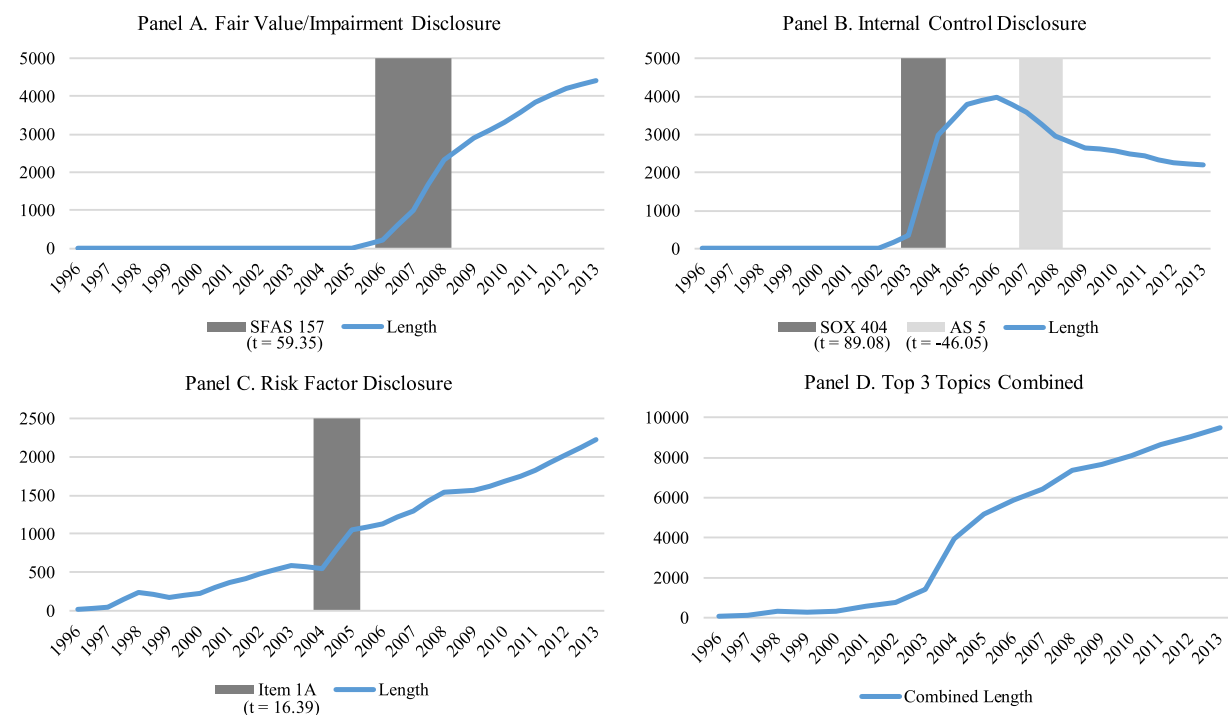 Panel A. Fair Value/Impairment Disclosure
5000
4000
3000
2000
1000
0
1996 1997 1998 1999 2000 2001 2002 2003 2004 2005 2006 2007 2008 2009 2010 2011 2012 2013
SFAS 157 Length
(t = 59.35)
Panel B. Internal Control Disclosure
5000
4000
3000
2000
1000
0
1996 1997 1998 1999 2000 2001 2002 2003 2004 2005 2006 2007 2008 2009 2010 2011 2012 2013
SOX 404 AS 5 Length
(t = 89.08) (t = -46.05)
Panel C. Risk Factor Disclosure
2500
2000
1500
1000
500
0
1996 1997 1998 1999 2000 2001 2002 2003 2004 2005 2006 2007 2008 2009 2010 2011 2012 2013
Item 1A Length
(t = 16.39)
Panel D. Top 3 Topics Combined
10000
8000
6000
4000
2000
0
1996 1997 1998 1999 2000 2001 2002 2003 2004 2005 2006 2007 2008 2009 2010 2011 2012 2013
Combined Length